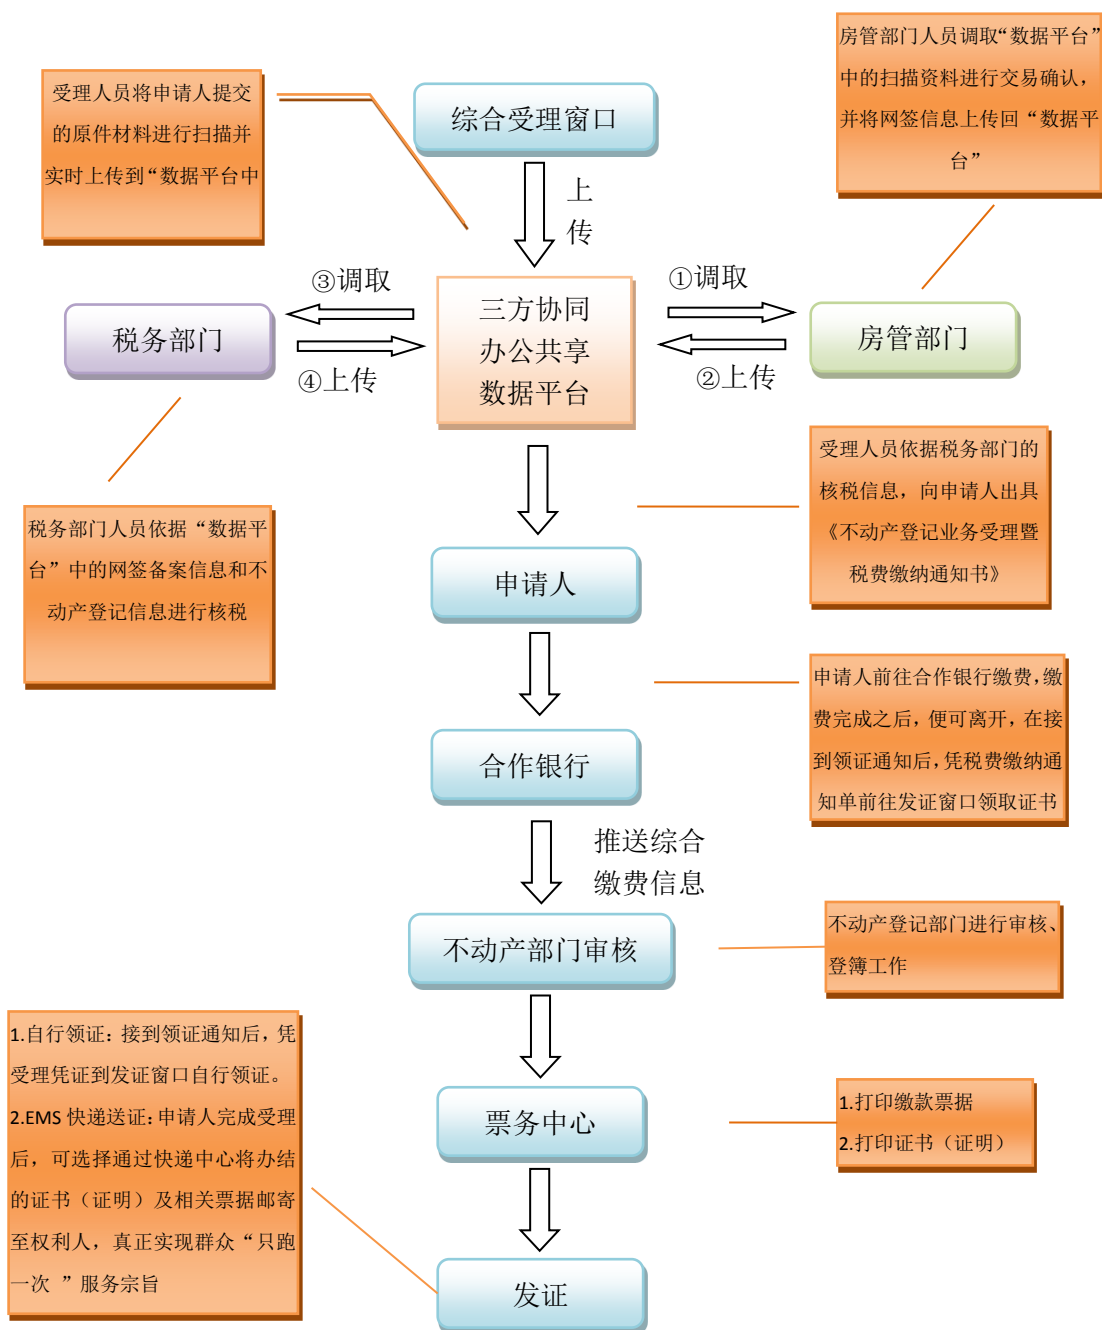 房管部门人员调取“数据平台”
中的扫描资料进行交易确认,
并将网签信息上传回“数据平
台”
受理人员将申请人提交
的原件材料进行扫描并
实时上传到“数据平台中
综合受理窗口
上
传
③调取
①调取
税务部门
三方协同
办公共享
数据平台
房管部门
④上传
②上传
受理人员依据税务部门的
核税信息，向申请人出具
《不动产登记业务受理暨
税费缴纳通知书》
税务部门人员依据“数据平
台”中的网签备案信息和不
动产登记信息进行核税
申请人
申请人前往合作银行缴费,缴
费完成之后，便可离开，在接
到领证通知后,凭税费缴纳通
知单前往发证窗口领取证书
合作银行
推送综合
缴费信息
不动产部门审核
不动产登记部门进行审核、
登簿工作
1.自行领证：接到领证通知后，凭
受理凭证到发证窗口自行领证。
2.EMS 快递送证：申请人完成受理
后，可选择通过快递中心将办结
的证书（证明）及相关票据邮寄
至权利人，真正实现群众“只跑
一次 ”服务宗旨
票务中心
1.打印缴款票据
2.打印证书（证明）
发证